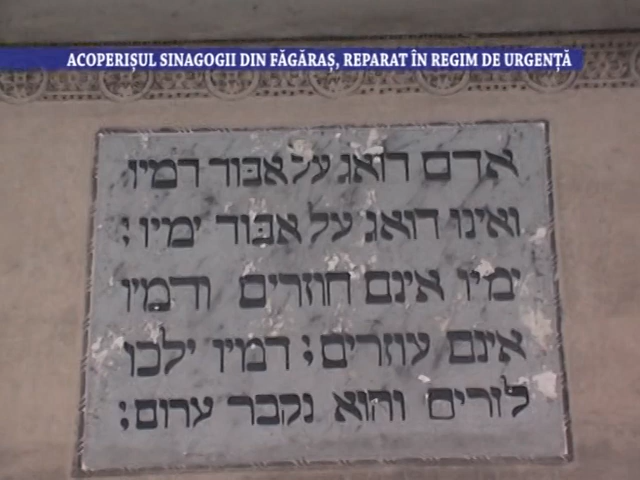 ACOPERIȘUL SINAGOGII DIN FĂGĂRAȘ, REPARAT ÎN REGIM DE URGENȚĂ
אדם דואג על אבוד דמיו
ואינו דואג על אבוד ימיו:
ימיו אינם חוזרים ודמיו
אינם עוזרים: דמיו ילכו
לזרים והוא נקבר ערום: